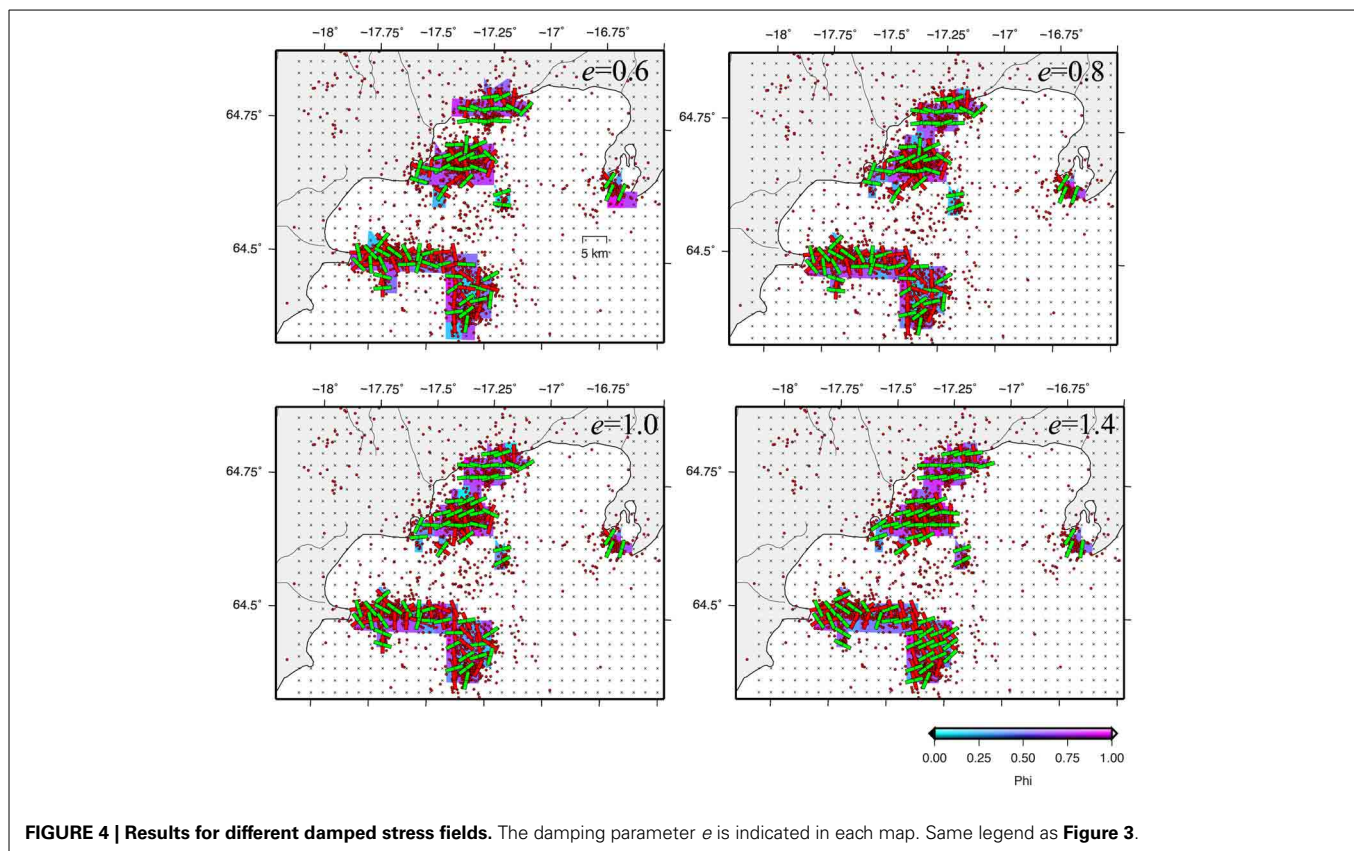 −18° −17.75° −17.5° −17.25° −17° −16.75°
−18° −17.75° −17.5° −17.25° −17° −16.75°
e=0.6
e=0.8
64.75°
64.75°
64.5°
64.5°
5 km
−18° −17.75° −17.5° −17.25° −17° −16.75°
−18° −17.75° −17.5° −17.25° −17° −16.75°
e=1.0
e=1.4
64.75°
64.75°
64.5°
64.5°
0.00 0.25 0.50 0.75 1.00
Phi
FIGURE 4 | Results for different damped stress fields. The damping parameter e is indicated in each map. Same legend as Figure 3.